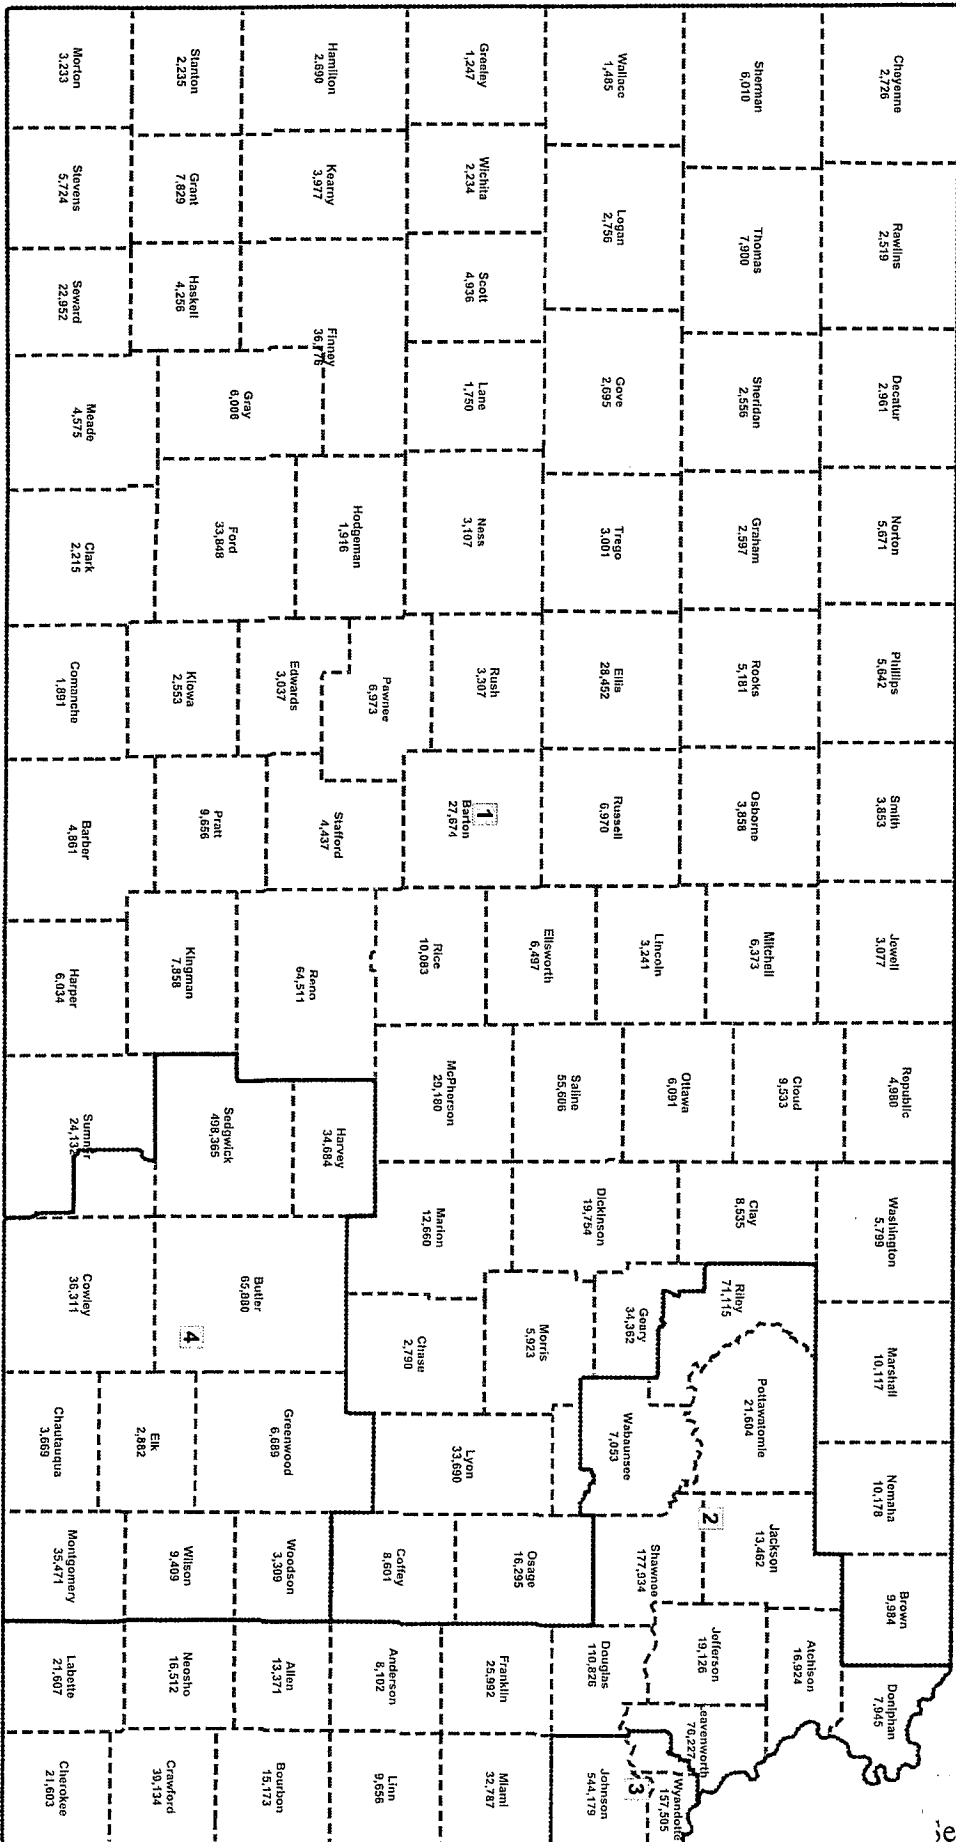 Cheyenne
2,726
Rawlins
2,519
Decatur
2,961
Norton
5,671
Phillips
5,642
Smith
3,853
Jewell
3,077
Republic
4,980
Washington
5,799
Marshall
10,117
Nemaha
10,178
Brown
9,984
Doniphan
7,945
Sherman
6,010
Thomas
7,900
Sheridan
2,556
Graham
2,597
Rooks
5,181
Osborne
3,858
Mitchell
6,373
Cloud
9,533
Clay
8,535
Riley
71,115
Pottawatomie
21,604
Jackson
13,462
Atchison
16,924
Wallace
1,485
Logan
2,756
Gove
2,695
Trego
3,001
Ellis
28,452
Russell
6,970
Lincoln
3,241
Ottawa
6,091
Dickinson
19,754
Geary
34,362
Wabaunsee
7,053
2
Shawnee
177,934
Jefferson
19,126
Leavenworth
76,227
Wyandotte
157,505
3
Greeley
1,247
Wichita
2,234
Scott
4,936
Lane
1,750
Ness
3,107
Rush
3,307
1
Barton
27,674
Ellsworth
6,497
Saline
55,606
Morris
5,923
Lyon
33,690
Osage
16,295
Douglas
110,826
Johnson
544,179
Hamilton
2,690
Kearny
3,977
Finney
36,776
Hodgeman
1,916
Pawnee
6,973
Stafford
4,437
Rice
10,083
McPherson
29,180
Marion
12,660
Chase
2,790
Coffey
8,601
Franklin
25,992
Miami
32,787
Stanton
2,235
Grant
7,829
Haskell
4,256
Gray
6,006
Ford
33,848
Edwards
3,037
Reno
64,511
Harvey
34,684
Butler
65,880
Greenwood
6,689
Woodson
3,309
Anderson
8,102
Linn
9,656
Kiowa
2,553
Pratt
9,656
Kingman
7,858
Sedgwick
498,365
4
Elk
2,882
Wilson
9,409
Allen
13,371
Bourbon
15,173
Morton
3,233
Stevens
5,724
Seward
22,952
Meade
4,575
Clark
2,215
Comanche
1,891
Barber
4,861
Harper
6,034
Sumner
24,132
Cowley
36,311
Chautauqua
3,669
Montgomery
35,471
Neosho
16,512
Labette
21,607
Crawford
39,134
Cherokee
21,603